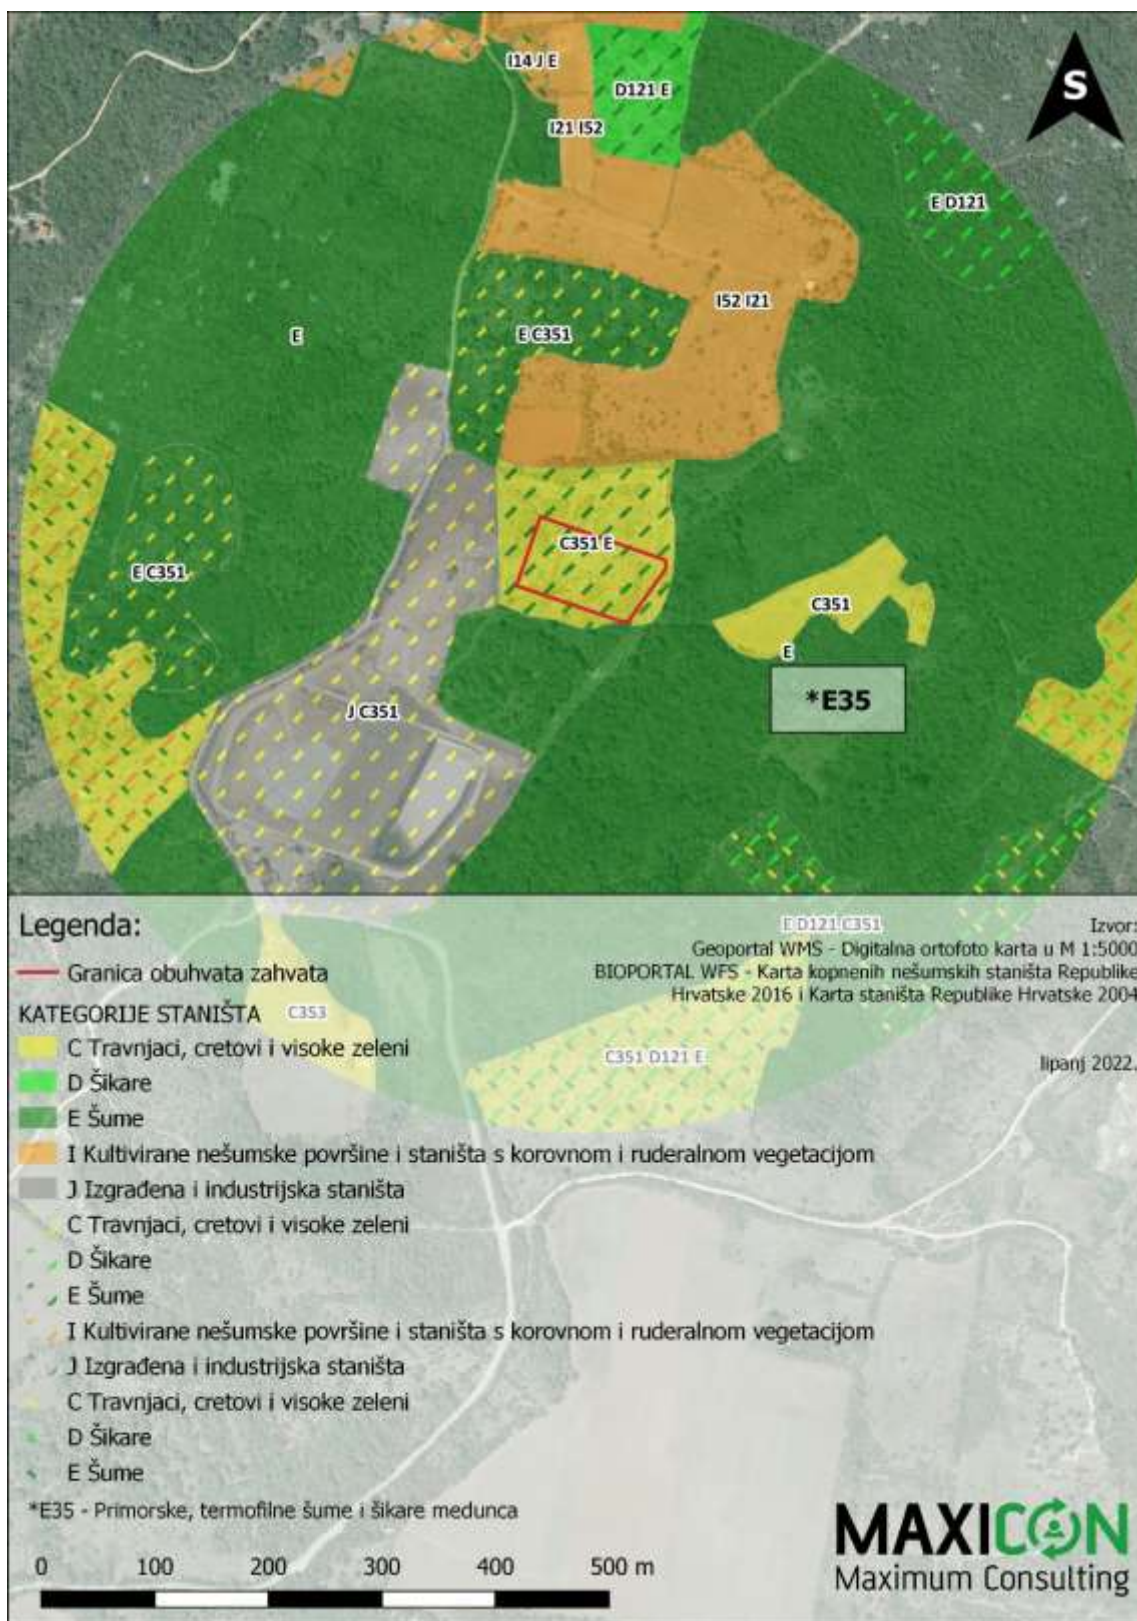 I14 J E
S
D121 E
I21 I52
E D121
I52 I21
E
E C351
C351 E
E C351
C351
E
*E35
J C351
Legenda:
E D121 C351
Izvor:
Geoportal WMS - Digitalna ortofoto karta u M 1:5000
BIOPORTAL WFS - Karta kopnenih nešumskih staništa Republike
Hrvatske 2016 i Karta staništa Republike Hrvatske 2004
Granica obuhvata zahvata
KATEGORIJE STANIŠTA
C353
C Travnjaci, cretovi i visoke zeleni
C351 D121 E
lipanj 2022.
D Šikare
E Šume
I Kultivirane nešumske površine i staništa s korovnom i ruderalnom vegetacijom
J Izgrađena i industrijska staništa
C Travnjaci, cretovi i visoke zeleni
D Šikare
E Šume
I Kultivirane nešumske površine i staništa s korovnom i ruderalnom vegetacijom
J Izgrađena i industrijska staništa
C Travnjaci, cretovi i visoke zeleni
D Šikare
E Šume
*E35 - Primorske, termofilne šume i šikare medunca
0 100 200 300 400 500 m
MAXICON
Maximum Consulting